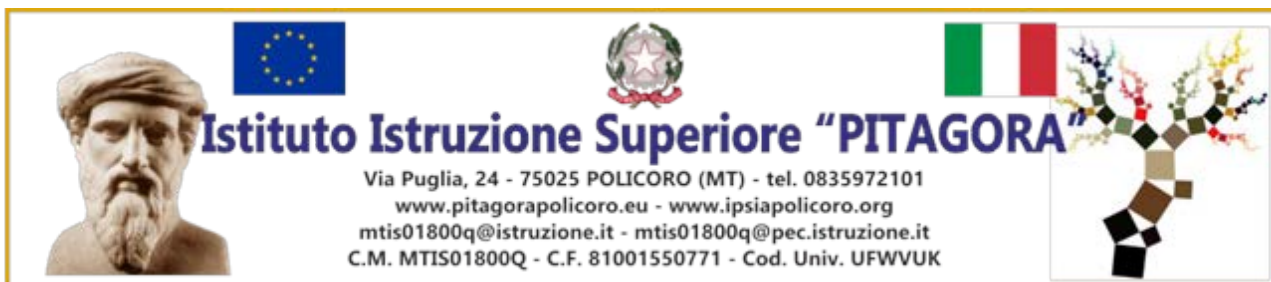 Istituto Istruzione Superiore “PITAGORA”
Via Puglia, 24 - 75025 POLICORO (MT) - tel. 0835972101
www.pitagorapolicoro.eu - www.ipsiapolicoro.org
mtis01800q@istruzione.it - mtis01800q@pec.istruzione.it
C.M. MTIS01800Q - C.F. 81001550771 - Cod. Univ. UFWVUK